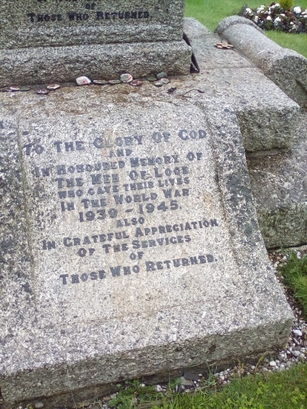 OF
THOSE WHO RETURNED.
TO THE GLORY OF GOD
AND
IN HONOURED MEMORY OF
THE MEN OF LOOE
WHO GAVE THEIR LIVES
IN THE WORLD WAR
1939-1945.
ALSO
IN GRATEFUL APPRECIATION
OF THE SERVICES
OF
THOSE WHO RETURNED.